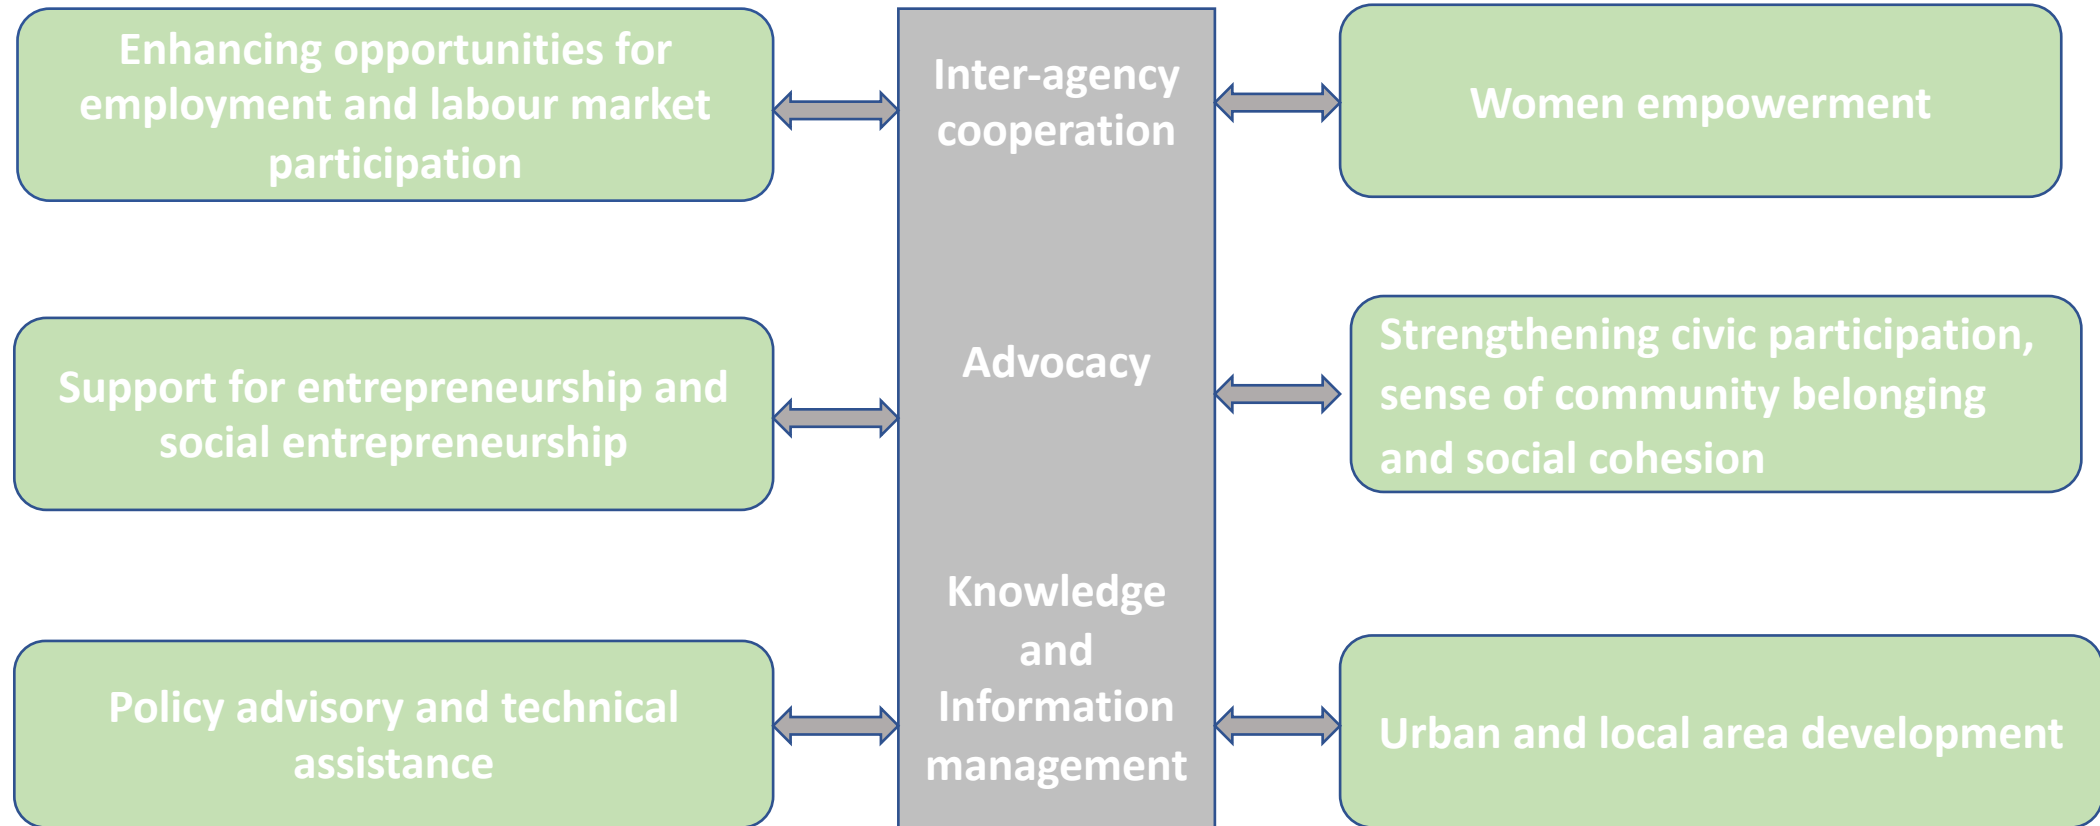 Enhancing opportunities for
employment and labour market
participation
Support for entrepreneurship and
social entrepreneurship
Policy advisory and technical
assistance
Inter-agency
cooperation
Advocacy
Knowledge
and
Information
management
Women empowerment
Strengthening civic participation,
sense of community belonging
and social cohesion
Urban and local area development